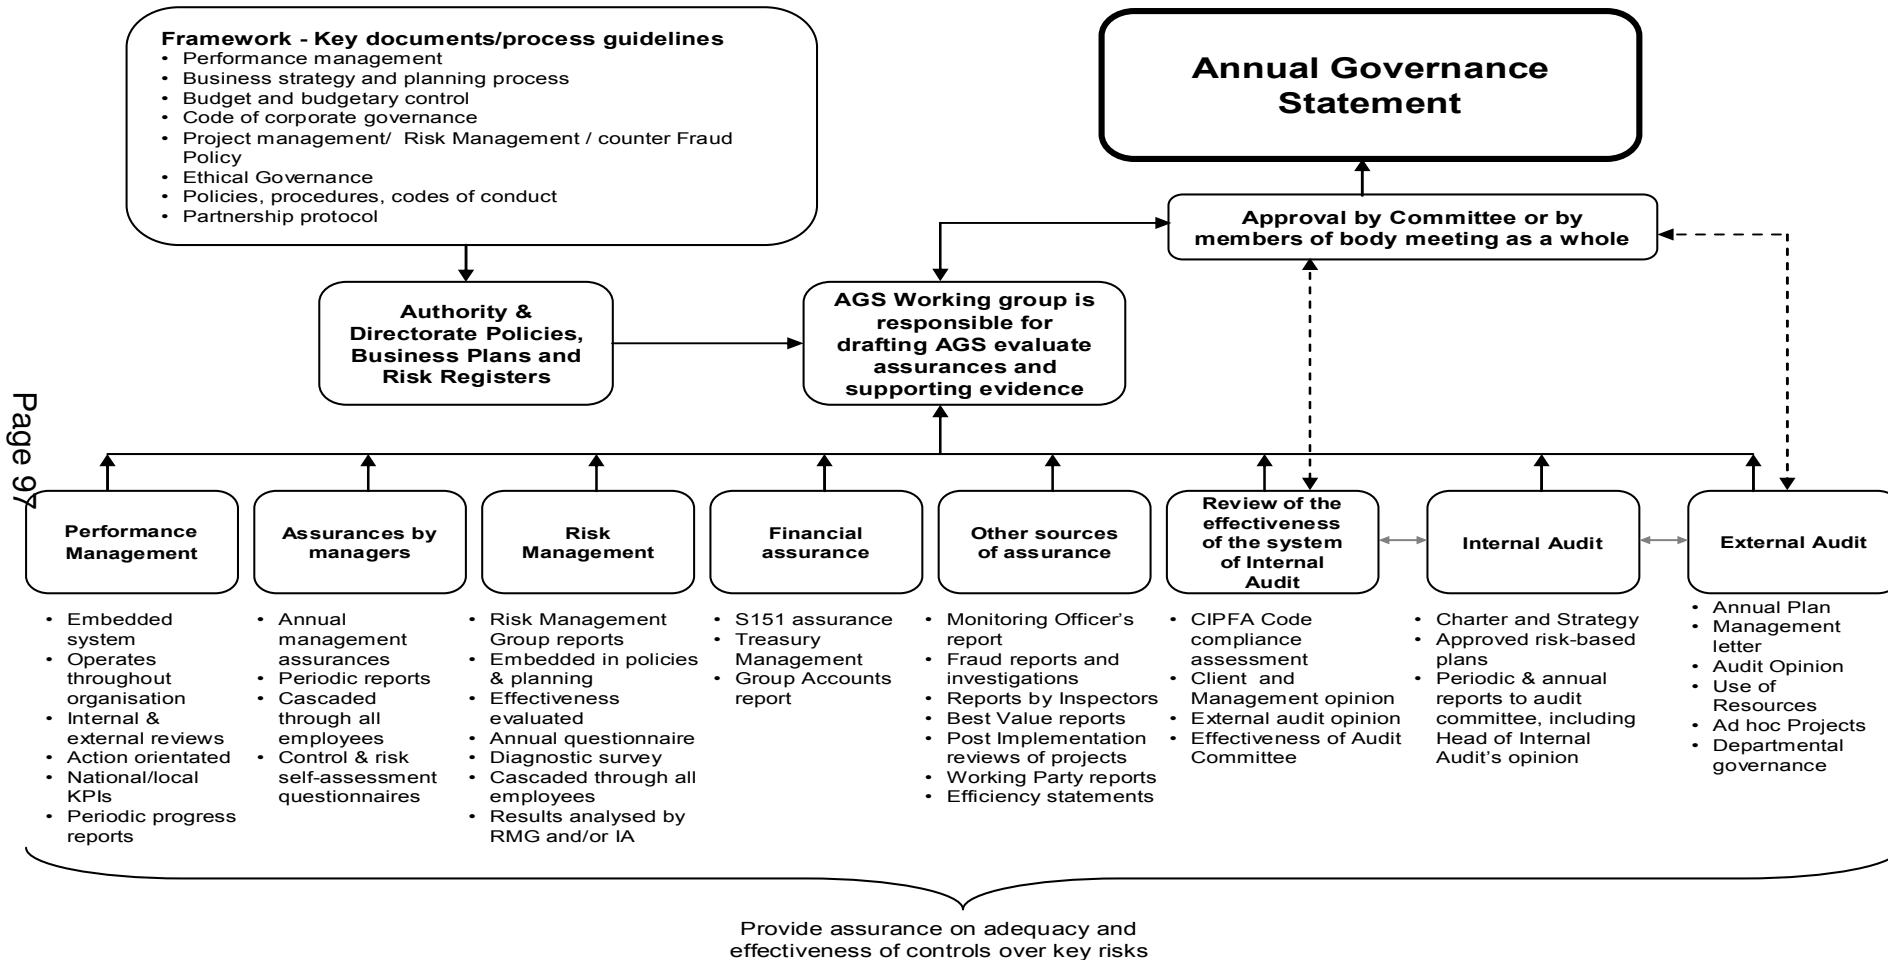 Framework - Key documents/process guidelines
• Performance management
• Business strategy and planning process
• Budget and budgetary control
• Code of corporate governance
• Project management/ Risk Management / counter Fraud
Policy
• Ethical Governance
• Policies, procedures, codes of conduct
• Partnership protocol
Annual Governance
Statement
Approval by Committee or by
members of body meeting as a whole
Authority &
Directorate Policies,
Business Plans and
Risk Registers
AGS Working group is
responsible for
drafting AGS evaluate
assurances and
supporting evidence
Page 97
Performance
Management
• Embedded
system
• Operates
throughout
organisation
• Internal &
external reviews
• Action orientated
• National/local
KPIs
• Periodic progress
reports
Assurances by
managers
• Annual
management
assurances
• Periodic reports
• Cascaded
through all
employees
• Control & risk
self-assessment
questionnaires
Risk
Management
• Risk Management
Group reports
• Embedded in policies
& planning
• Effectiveness
evaluated
• Annual questionnaire
• Diagnostic survey
• Cascaded through all
employees
• Results analysed by
RMG and/or IA
Financial
assurance
• S151 assurance
• Treasury
Management
• Group Accounts
report
Other sources
of assurance
• Monitoring Officer's
report
• Fraud reports and
investigations
• Reports by Inspectors
• Best Value reports
• Post Implementation
reviews of projects
• Working Party reports
• Efficiency statements
Review of the
effectiveness
of the system
of Internal
Audit
• CIPFA Code
compliance
assessment
• Client and
Management opinion
• External audit opinion
• Effectiveness of Audit
Committee
Internal Audit
• Charter and Strategy
• Approved risk-based
plans
• Periodic & annual
reports to audit
committee, including
Head of Internal
Audit's opinion
External Audit
• Annual Plan
• Management
letter
• Audit Opinion
• Use of
Resources
• Ad hoc Projects
• Departmental
governance
Provide assurance on adequacy and
effectiveness of controls over key risks